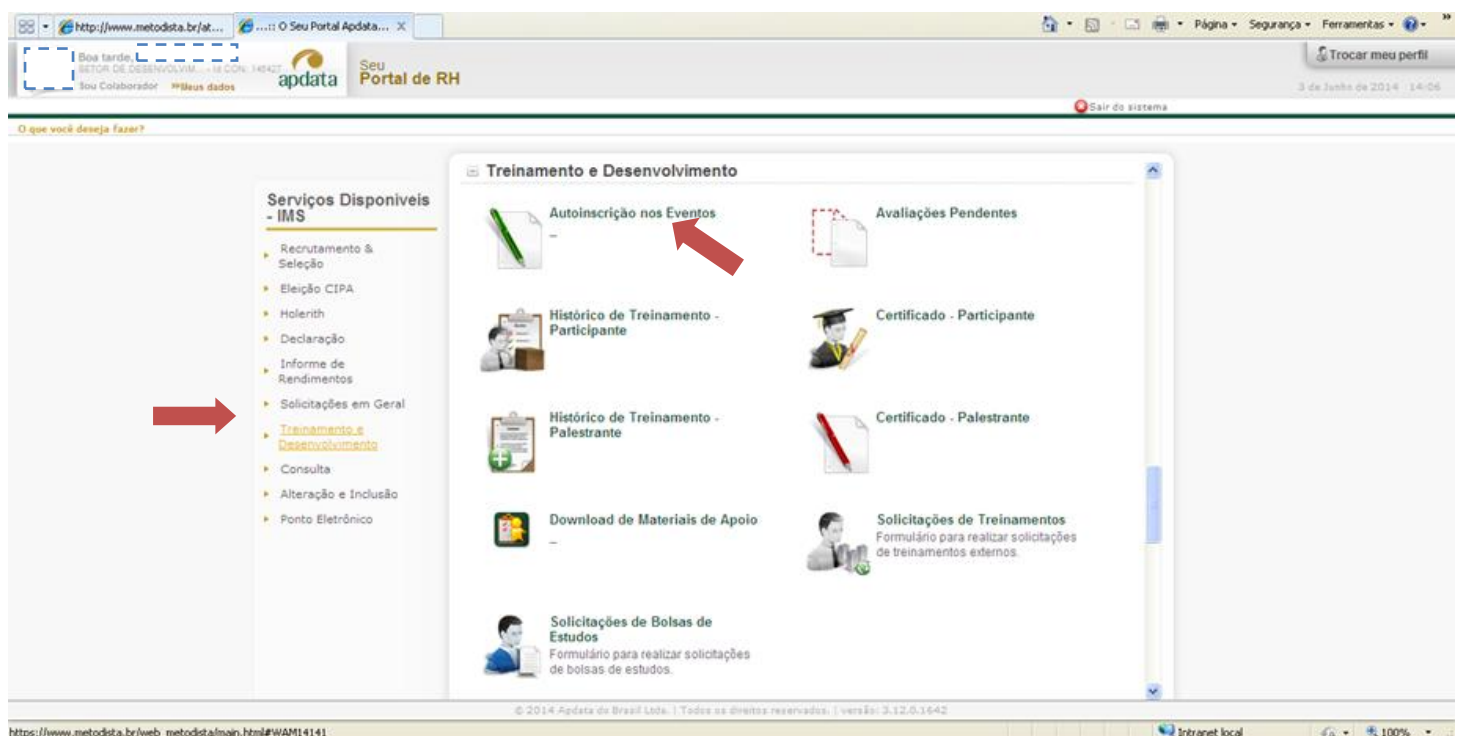 http://www.metodista.br/at...
...:: O Seu Portal Apdata...
Página
Segurança
Ferramentas
Boa tarde,
SETOR DE DESENVOLVIM... - Id CON: 148427
Sou Colaborador
Meus dados
apdata
Seu
Portal de RH
Trocar meu perfil
3 de Junho de 2014 14:06
Sair do sistema
O que você deseja fazer?
Serviços Disponiveis
- IMS
Recrutamento &
Seleção
Eleição CIPA
Holerith
Declaração
Informe de
Rendimentos
Solicitações em Geral
Treinamento e
Desenvolvimento
Consulta
Alteração e Inclusão
Ponto Eletrônico
Treinamento e Desenvolvimento
Autoinscrição nos Eventos
–
Avaliações Pendentes
Histórico de Treinamento -
Participante
Certificado - Participante
Histórico de Treinamento -
Palestrante
Certificado - Palestrante
Download de Materiais de Apoio
–
Solicitações de Treinamentos
Formulário para realizar solicitações
de treinamentos externos.
Solicitações de Bolsas de
Estudos
Formulário para realizar solicitações
de bolsas de estudos.
© 2014 Apdata do Brasil Ltda. | Todos os direitos reservados. | versão: 3.12.0.1642
https://www.metodista.br/web_metodista/main.html#WAM14141
Intranet local
100%